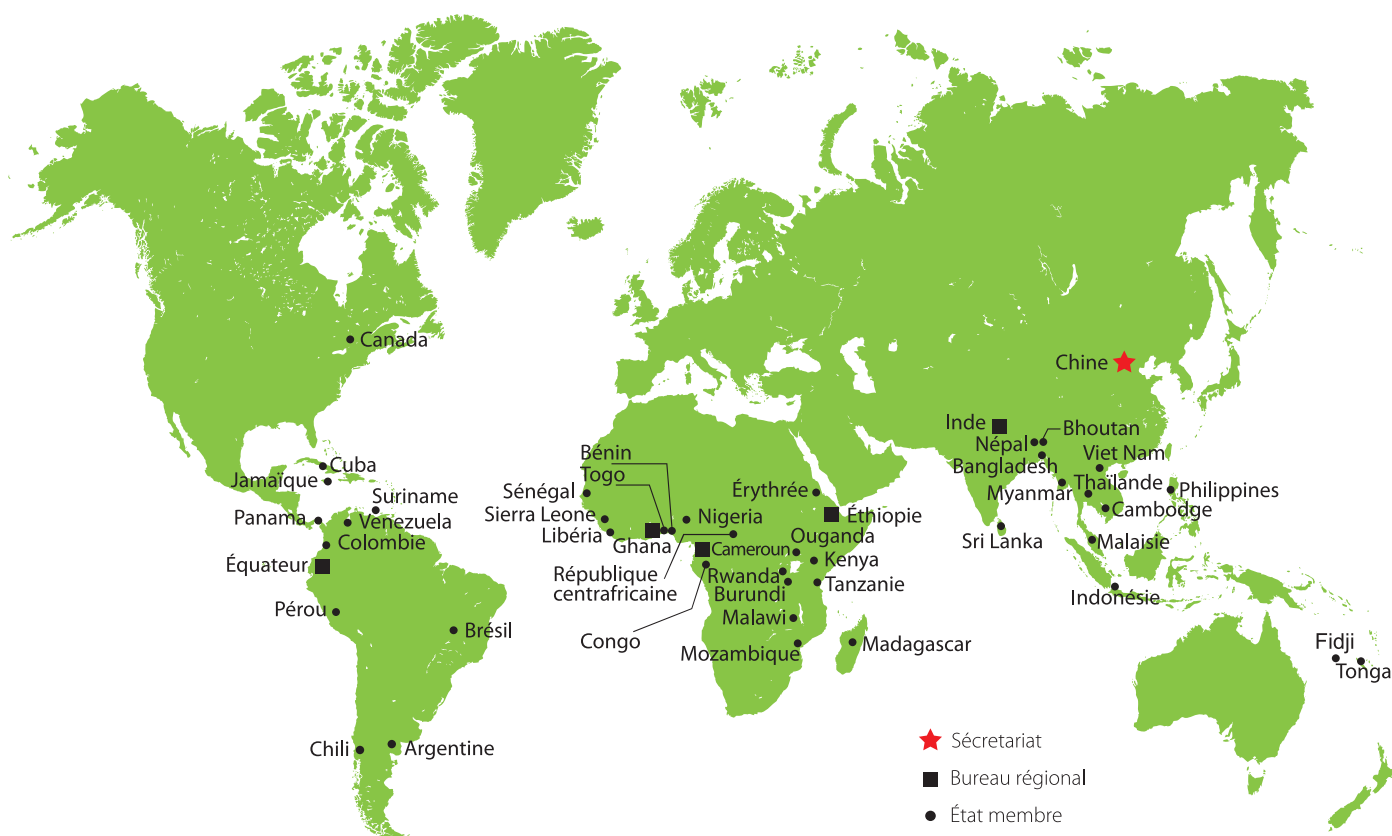 Canada
Chine
Inde
Népal
Bhoutan
Bangladesh
Viet Nam
Myanmar
Thaïlande
Philippines
Cambodge
Sri Lanka
Malaisie
Indonésie
Cuba
Jamaïque
Suriname
Panama
Venezuela
Colombie
Équateur
Pérou
Brésil
Chili
Argentine
Bénin
Togo
Sénégal
Sierra Leone
Libéria
Ghana
Nigeria
Érythrée
Éthiopie
Cameroun
Ouganda
Kenya
République
centrafricaine
Rwanda
Burundi
Tanzanie
Congo
Malawi
Mozambique
Madagascar
Fidji
Tonga
Sécretariat
Bureau régional
État membre